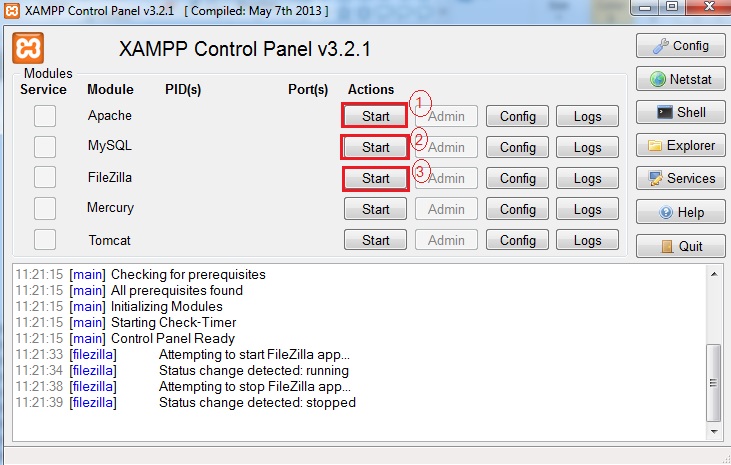 XAMPP Control Panel v3.2.1 [ Compiled: May 7th 2013 ]
XAMPP Control Panel v3.2.1
Config
Modules
Service Module PID(s) Port(s) Actions
Netstat
Apache Start 1 Admin Config Logs
Shell
MySQL Start 2 Admin Config Logs
Explorer
FileZilla Start 3 Admin Config Logs
Services
Mercury Start Admin Config Logs
Help
Tomcat Start Admin Config Logs
Quit
11:21:15 [main] Checking for prerequisites
11:21:15 [main] All prerequisites found
11:21:15 [main] Initializing Modules
11:21:15 [main] Starting Check-Timer
11:21:15 [main] Control Panel Ready
11:21:33 [filezilla] Attempting to start FileZilla app...
11:21:34 [filezilla] Status change detected: running
11:21:38 [filezilla] Attempting to stop FileZilla app...
11:21:39 [filezilla] Status change detected: stopped